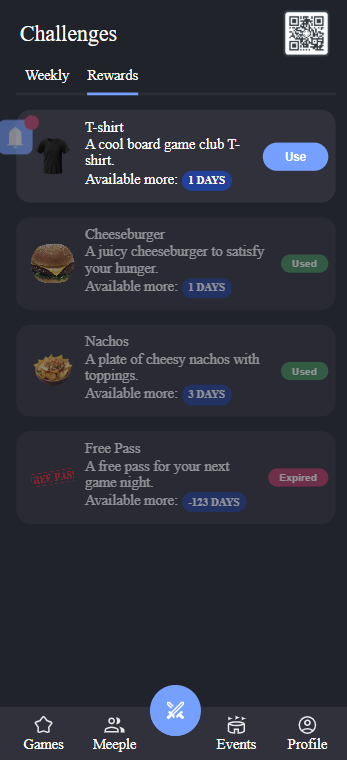 Challenges
Weekly Rewards
T-shirt
A cool board game club T-
shirt.
Available more: 1 DAYS
Use
Cheeseburger
A juicy cheeseburger to satisfy
your hunger.
Available more: 1 DAYS
Used
Nachos
A plate of cheesy nachos with
toppings.
Available more: 3 DAYS
Used
Free Pass
A free pass for your next
game night.
Available more: -123 DAYS
Expired
Games Meeple Events Profile